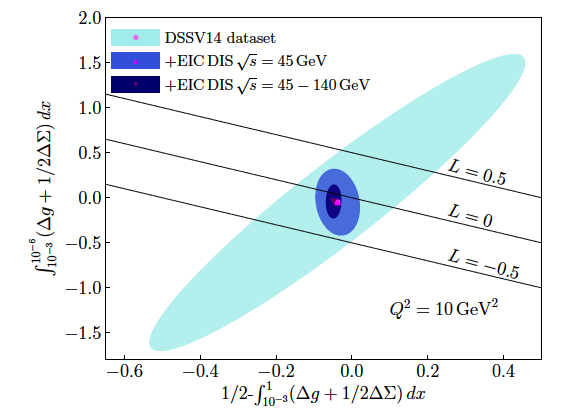 2.0
1.5
1.0
0.5
0.0
−0.5
−1.0
−1.5
∫_{10⁻³}^{10⁻⁶}(Δg + 1/2ΔΣ) dx
DSSV14 dataset
+EIC DIS √s = 45 GeV
+EIC DIS √s = 45 − 140 GeV
L = 0.5
L = 0
L = −0.5
Q² = 10 GeV²
−0.6 −0.4 −0.2 0.0 0.2 0.4
1/2-∫_{10⁻³}^{1}(Δg + 1/2ΔΣ) dx